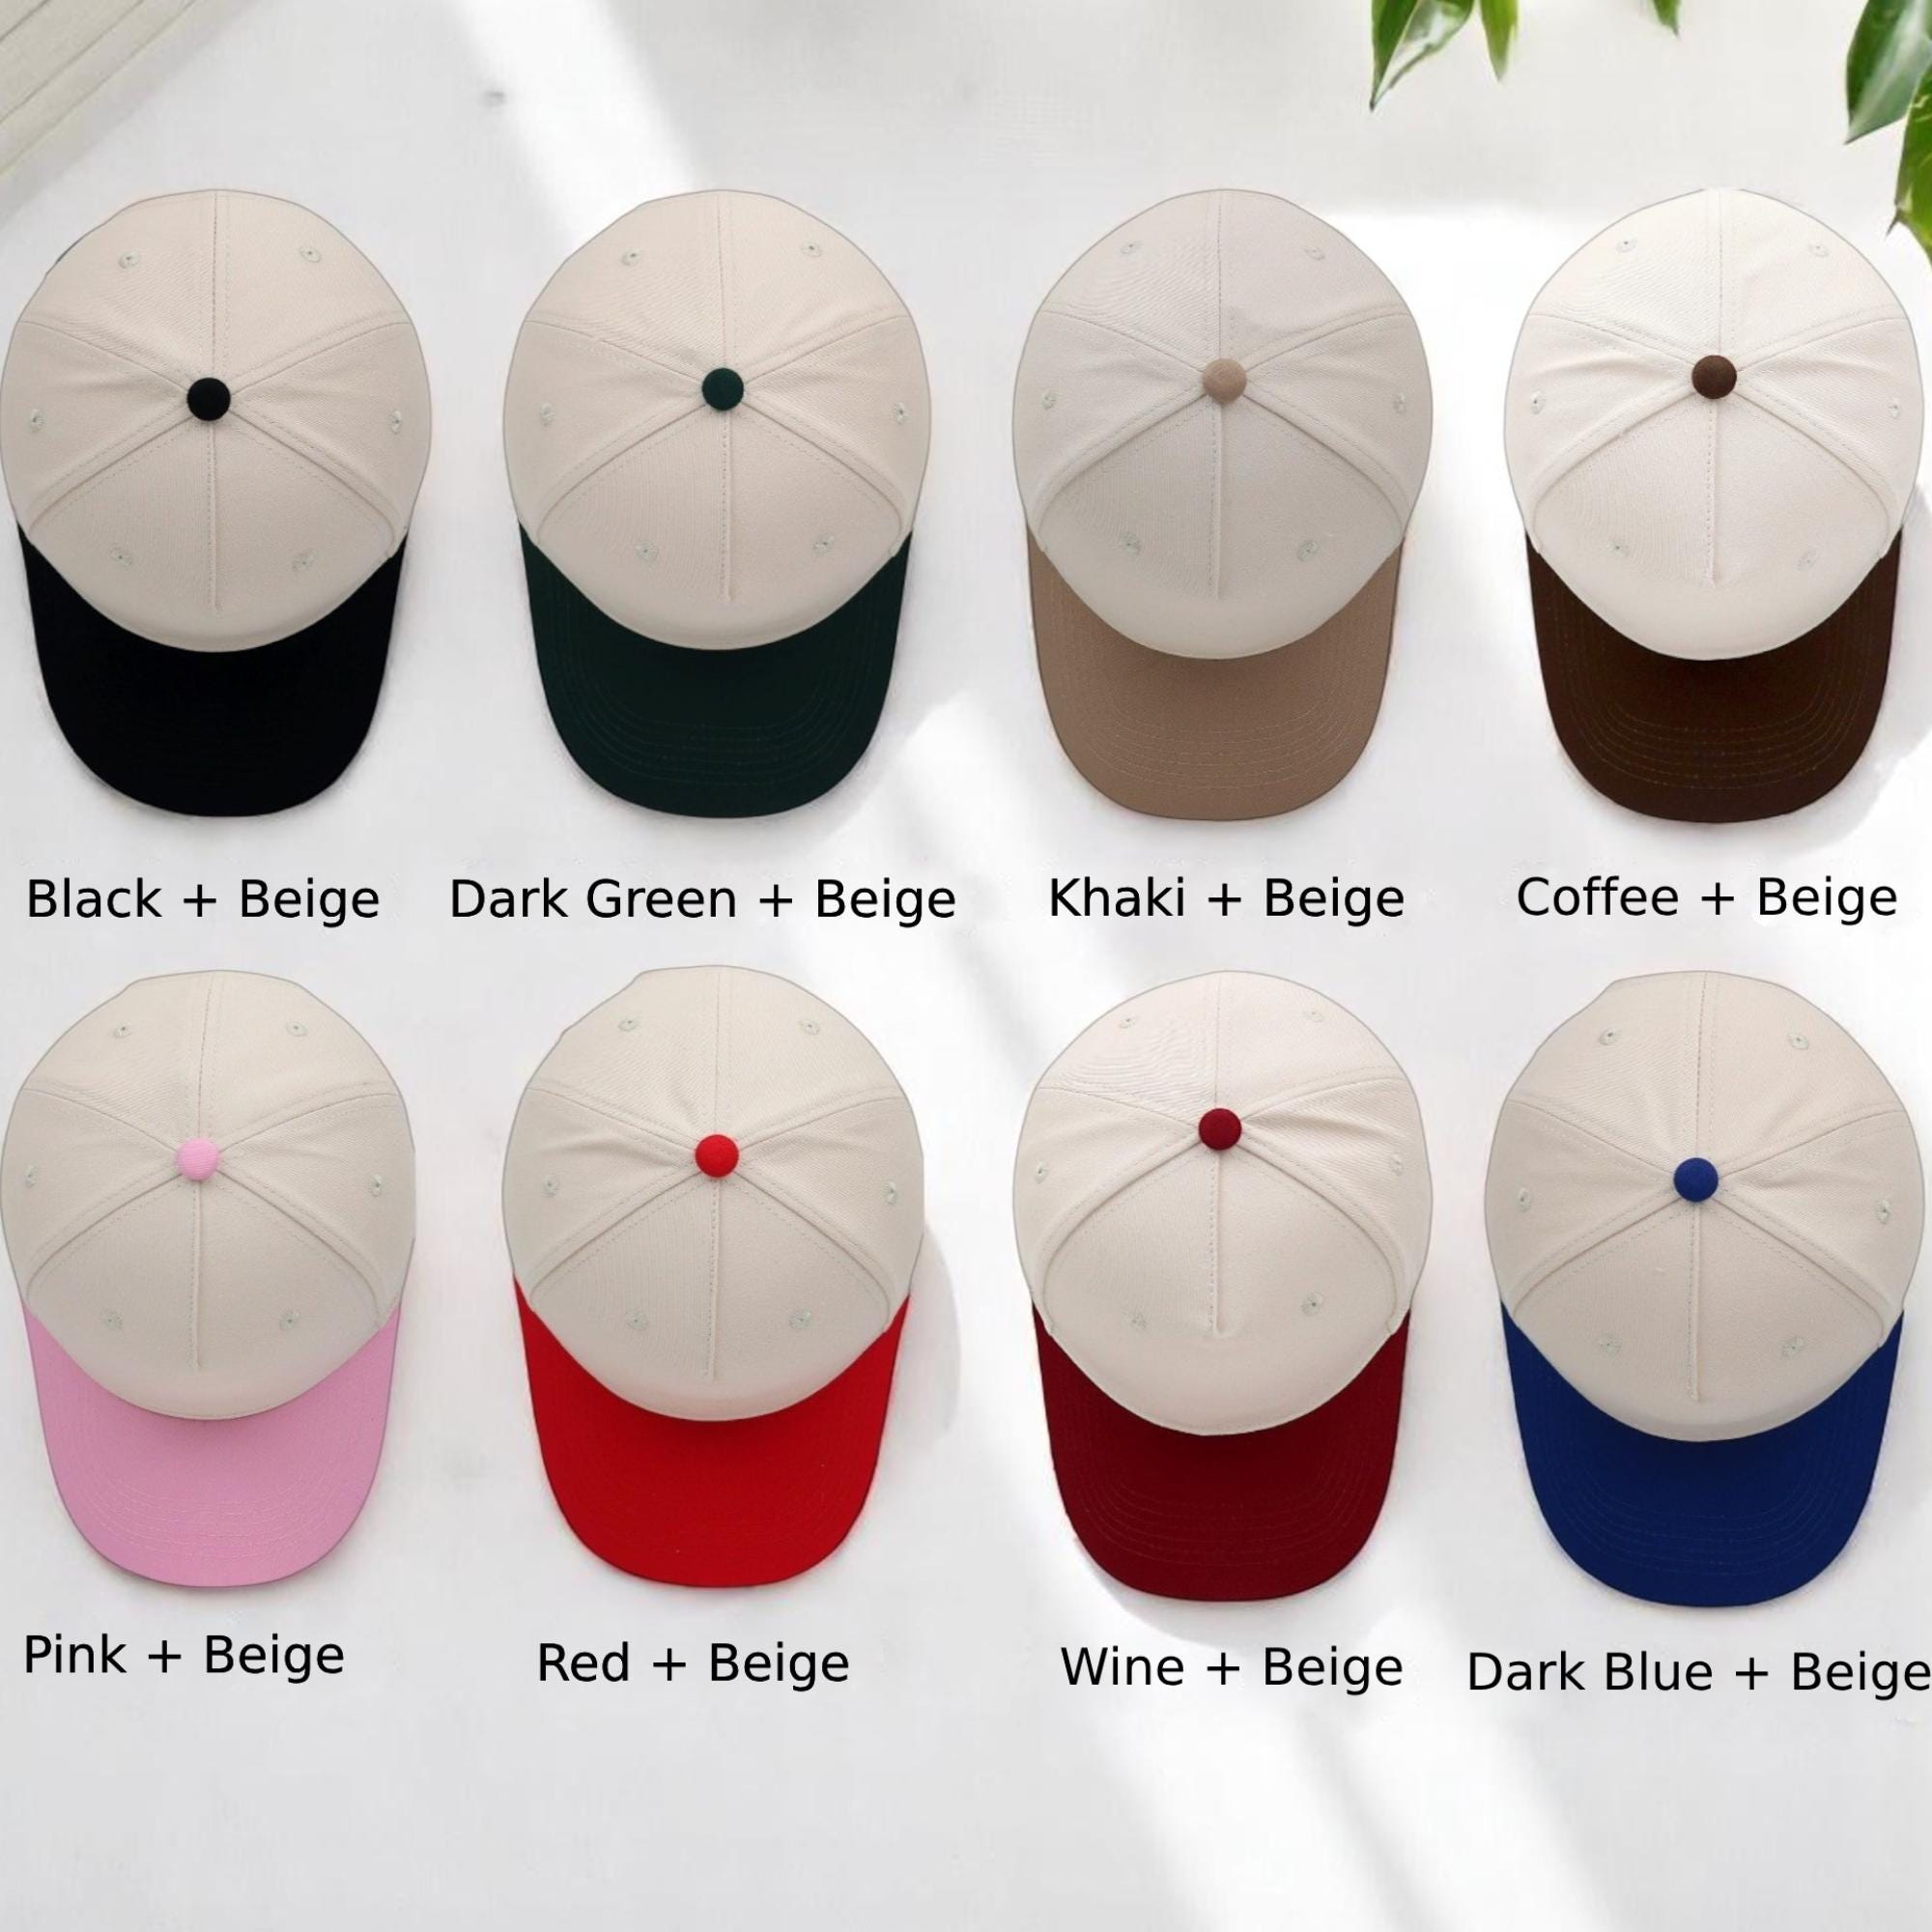 Black + Beige
Dark Green + Beige
Khaki + Beige
Coffee + Beige
Pink + Beige
Red + Beige
Wine + Beige
Dark Blue + Beige